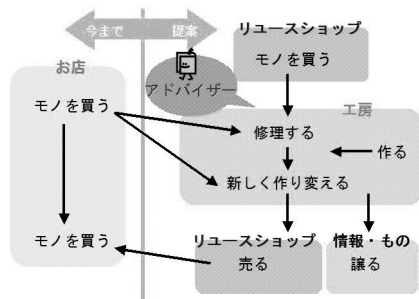 今まで
提案
リユースショップ
モノを買う
お店
アドバイザー
モノを買う
工房
修理する
作る
新しく作り変える
モノを買う
リユースショップ
売る
情報・もの
譲る